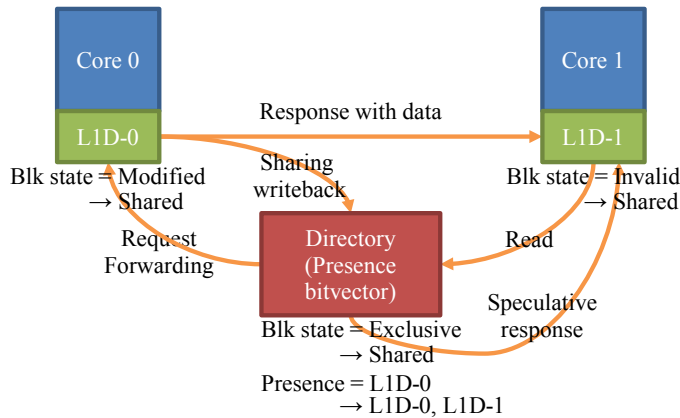 Core 0
Core 1
Response with data
L1D-0
L1D-1
Sharing
writeback
Blk state = Modified
→ Shared
Blk state = Invalid
→ Shared
Request
Forwarding
Directory
(Presence
bitvector)
Read
Speculative
response
Blk state = Exclusive
→ Shared
Presence = L1D-0
→ L1D-0, L1D-1